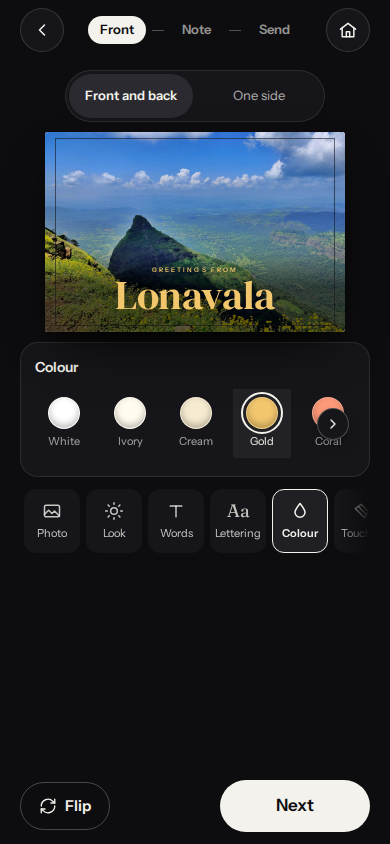 Front
Note
Send
Front and back
One side
GREETINGS FROM
Lonavala
Colour
White
Ivory
Cream
Gold
Coral
Photo
Look
Words
Aa
Lettering
Colour
Flip
Next